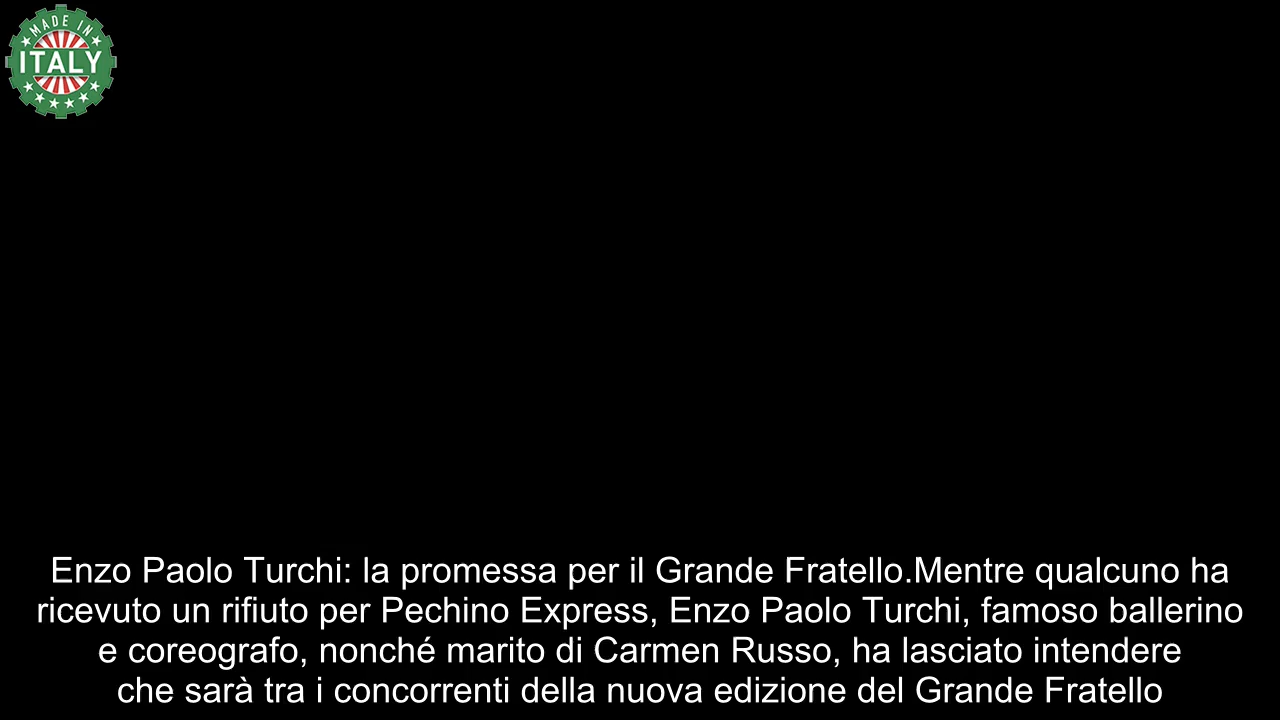 MADE IN
ITALY
Enzo Paolo Turchi: la promessa per il Grande Fratello.Mentre qualcuno ha
ricevuto un rifiuto per Pechino Express, Enzo Paolo Turchi, famoso ballerino
e coreografo, nonché marito di Carmen Russo, ha lasciato intendere
che sarà tra i concorrenti della nuova edizione del Grande Fratello